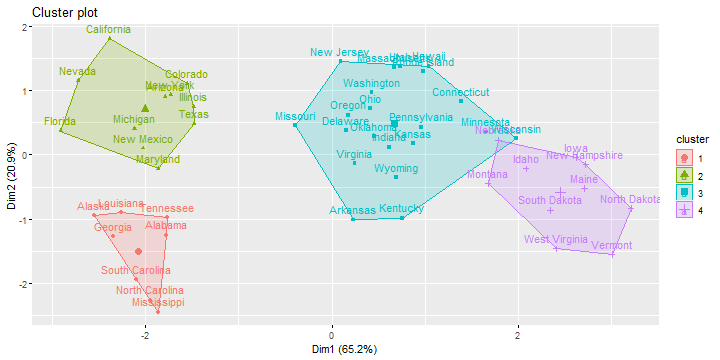 Cluster plot
California
Nevada
Colorado
New York
Arizona
Illinois
Texas
Florida
Michigan
New Mexico
Maryland
Alaska
Louisiana
Tennessee
Georgia
Alabama
South Carolina
North Carolina
Mississippi
New Jersey
Massachusetts
Utah
Hawaii
Rhode Island
Washington
Connecticut
Ohio
Oregon
Missouri
Delaware
Pennsylvania
Oklahoma
Kansas
Indiana
Minnesota
Wisconsin
Virginia
Wyoming
Arkansas
Kentucky
Nebraska
Iowa
New Hampshire
Idaho
Montana
Maine
South Dakota
North Dakota
West Virginia
Vermont
2
1
0
-1
-2
Dim2 (20.9%)
-2
0
2
Dim1 (65.2%)
cluster
1
2
3
4